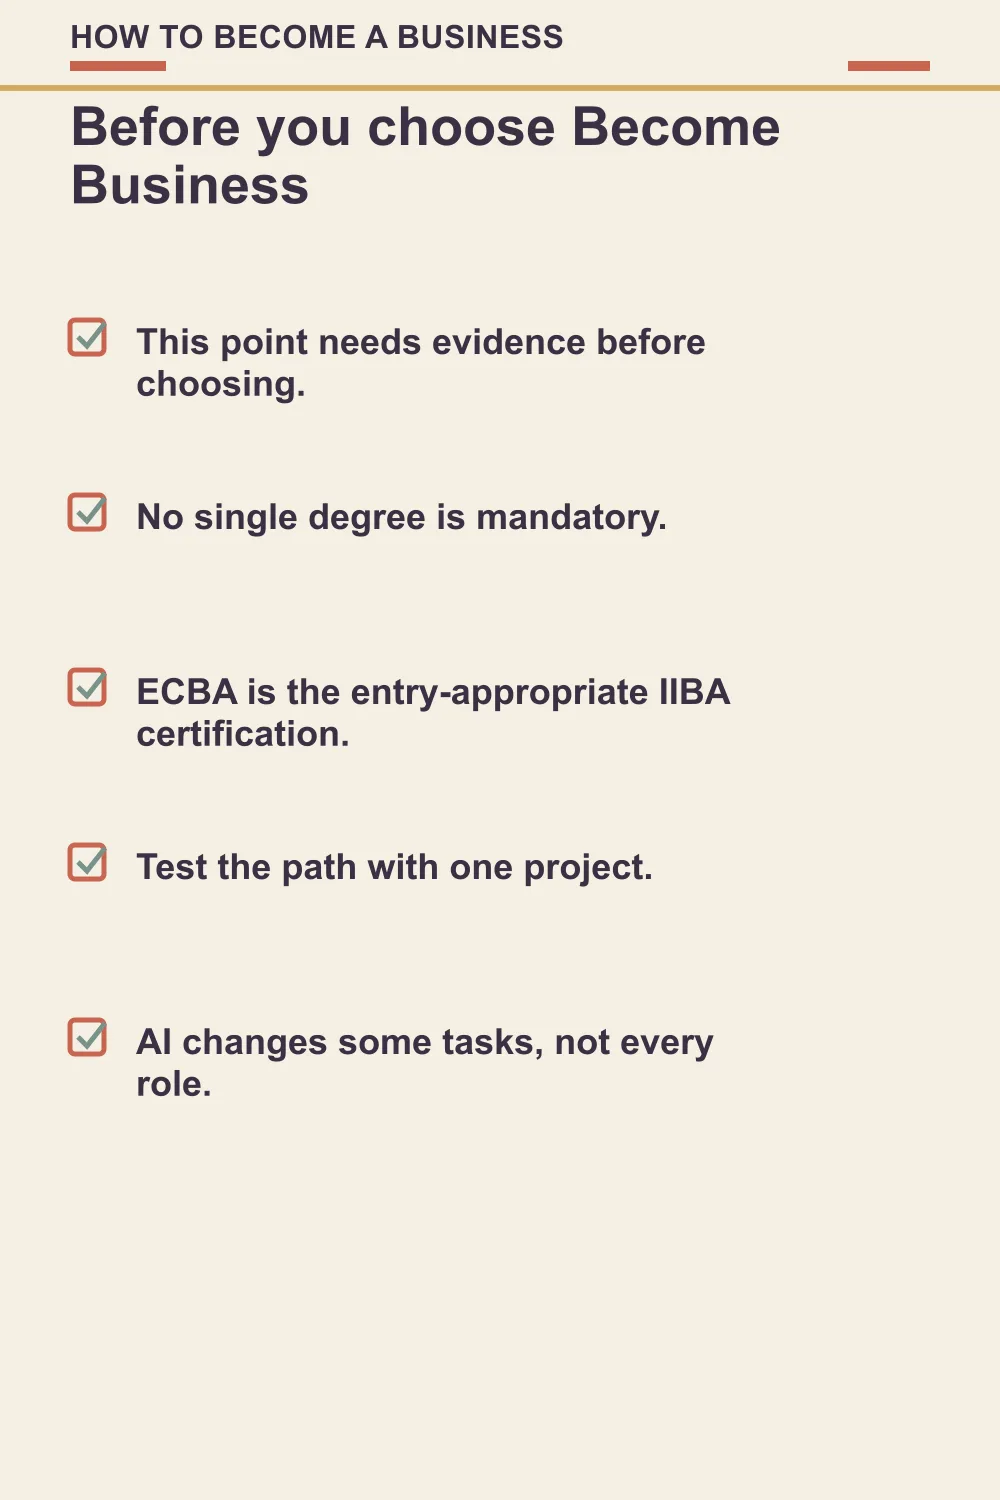 HOW TO BECOME A BUSINESS
Before you choose Become
Business
This point needs evidence before
choosing.
No single degree is mandatory.
ECBA is the entry-appropriate IIBA
certification.
Test the path with one project.
AI changes some tasks, not every
role.